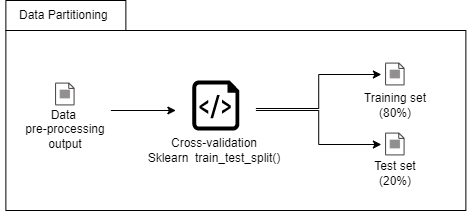 Data Partitioning
Data
pre-processing
output
</>
Cross-validation
Sklearn train_test_split()
Training set
(80%)
Test set
(20%)